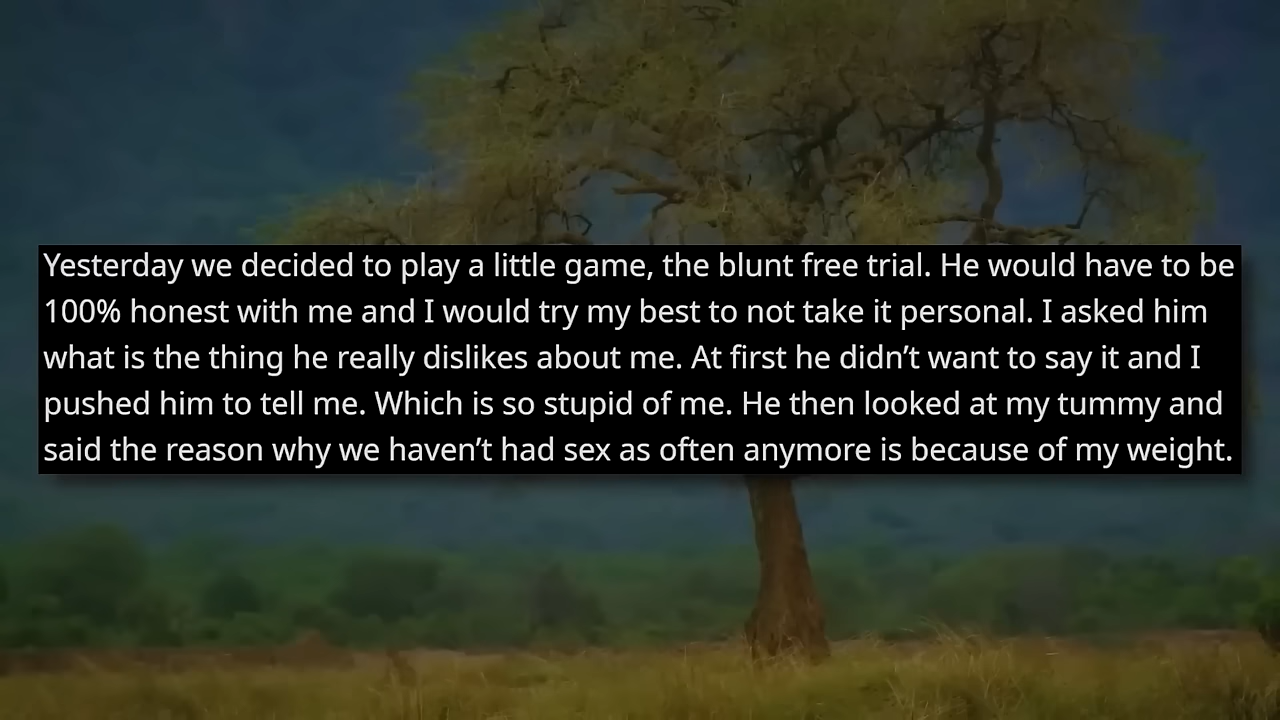 Yesterday we decided to play a little game, the blunt free trial. He would have to be
100% honest with me and I would try my best to not take it personal. I asked him
what is the thing he really dislikes about me. At first he didn’t want to say it and I
pushed him to tell me. Which is so stupid of me. He then looked at my tummy and
said the reason why we haven’t had sex as often anymore is because of my weight.